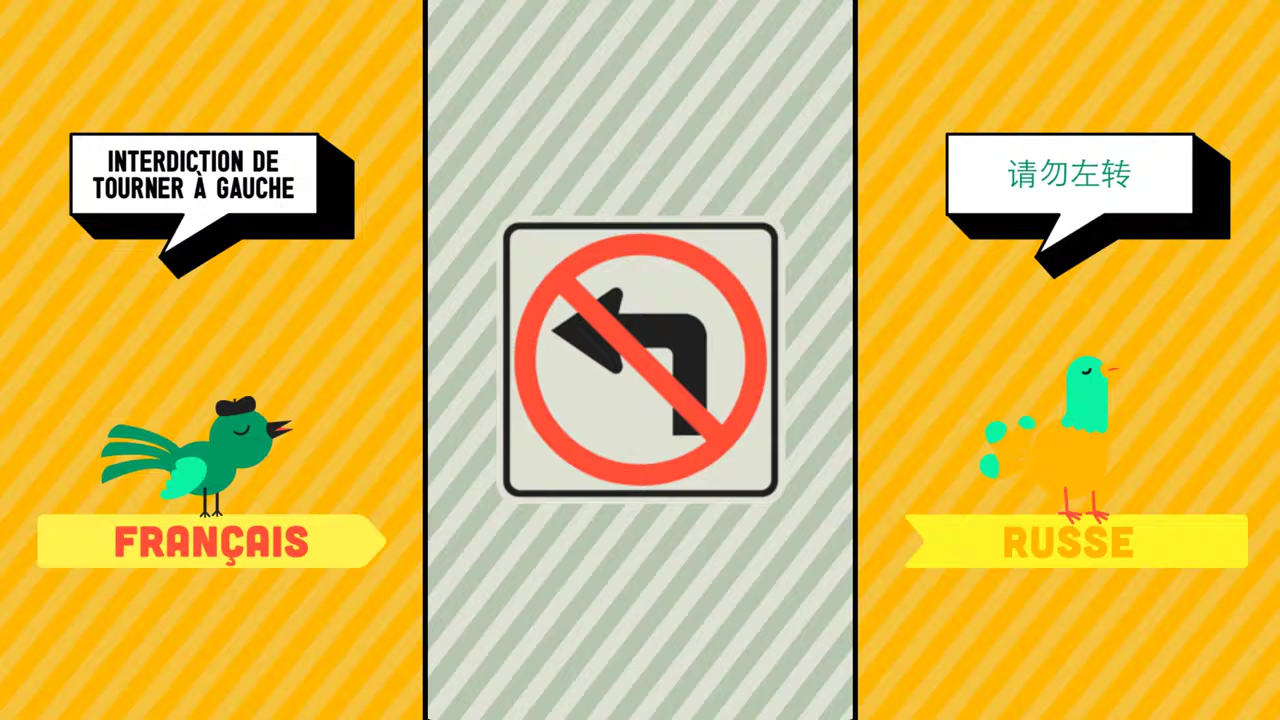 INTERDICTION DE
TOURNER À GAUCHE
请勿左转
FRANÇAIS
RUSSE